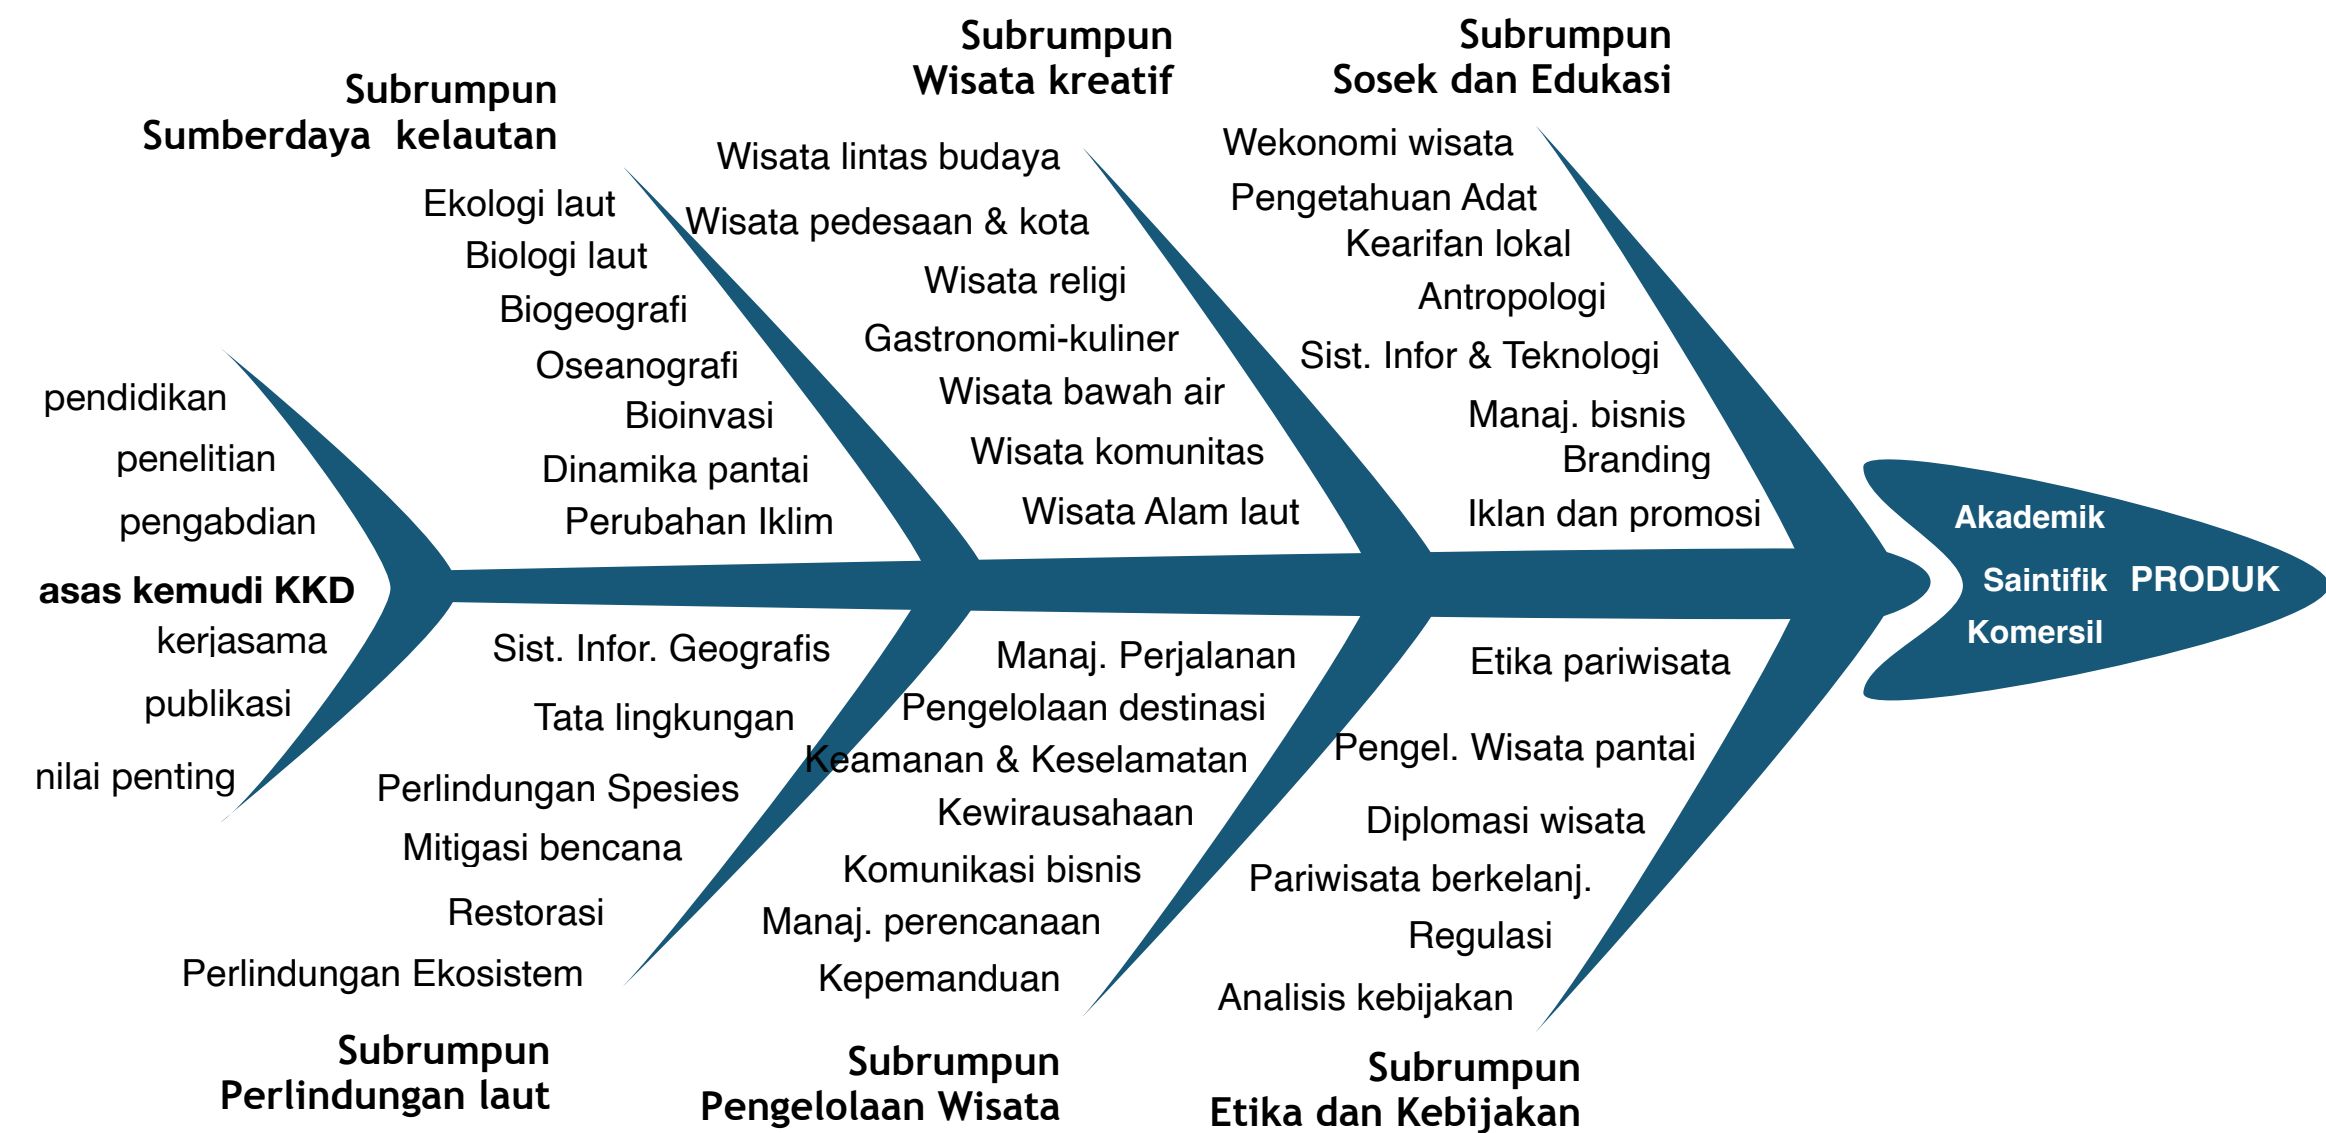 Subrumpun
Sumberdaya  kelautan
Ekologi laut
Biologi laut
Biogeografi
Oseanografi
Bioinvasi
Dinamika pantai
Perubahan Iklim
Subrumpun
Wisata kreatif
Wisata lintas budaya
Wisata pedesaan & kota
Wisata religi
Gastronomi-kuliner
Wisata bawah air
Wisata komunitas
Wisata Alam laut
Subrumpun
Sosek dan Edukasi
Wekonomi wisata
Pengetahuan Adat
Kearifan lokal
Antropologi
Sist. Infor & Teknologi
Manaj. bisnis
Branding
Iklan dan promosi
pendidikan
penelitian
pengabdian
asas kemudi KKD
kerjasama
publikasi
nilai penting
Akademik
Saintifik PRODUK
Komersil
Sist. Infor. Geografis
Tata lingkungan
Perlindungan Spesies
Mitigasi bencana
Restorasi
Perlindungan Ekosistem
Subrumpun
Perlindungan laut
Manaj. Perjalanan
Pengelolaan destinasi
Keamanan & Keselamatan
Kewirausahaan
Komunikasi bisnis
Manaj. perencanaan
Kepemanduan
Subrumpun
Pengelolaan Wisata
Etika pariwisata
Pengel. Wisata pantai
Diplomasi wisata
Pariwisata berkelanj.
Regulasi
Analisis kebijakan
Subrumpun
Etika dan Kebijakan